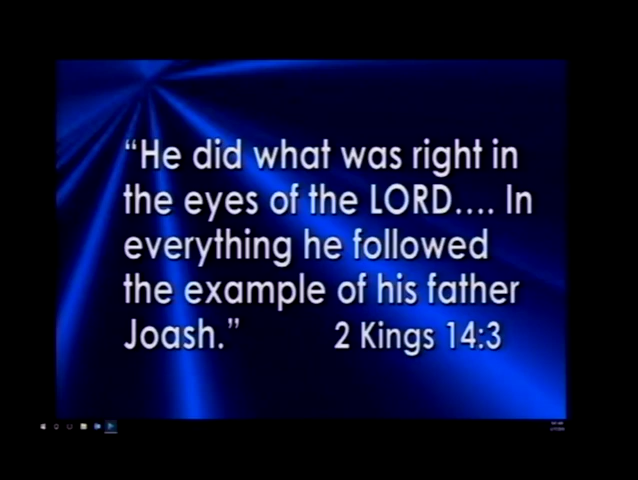 “He did what was right in
the eyes of the LORD…. In
everything he followed
the example of his father
Joash.” 2 Kings 14:3